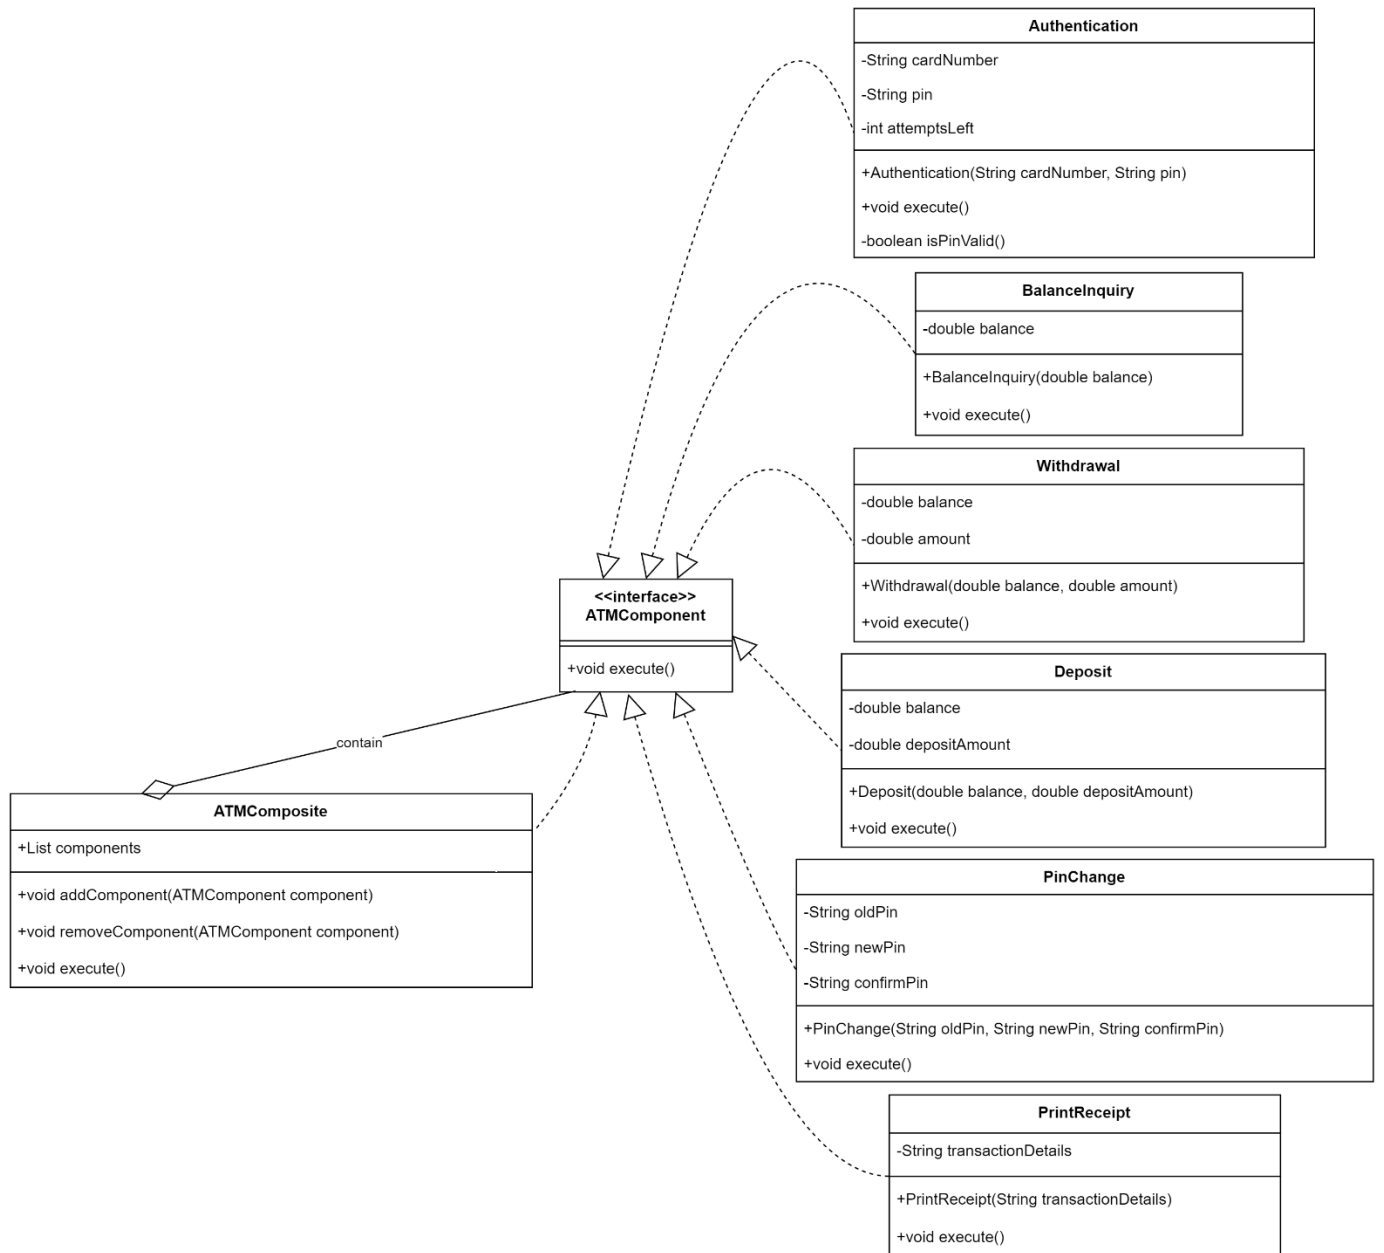 Authentication
-String cardNumber
-String pin
-int attemptsLeft
+Authentication(String cardNumber, String pin)
+void execute()
-boolean isPinValid()
BalanceInquiry
-double balance
+BalanceInquiry(double balance)
+void execute()
Withdrawal
-double balance
-double amount
+Withdrawal(double balance, double amount)
+void execute()
<<interface>>
ATMComponent
+void execute()
Deposit
-double balance
-double depositAmount
+Deposit(double balance, double depositAmount)
+void execute()
contain
ATMComposite
+List components
+void addComponent(ATMComponent component)
+void removeComponent(ATMComponent component)
+void execute()
PinChange
-String oldPin
-String newPin
-String confirmPin
+PinChange(String oldPin, String newPin, String confirmPin)
+void execute()
PrintReceipt
-String transactionDetails
+PrintReceipt(String transactionDetails)
+void execute()